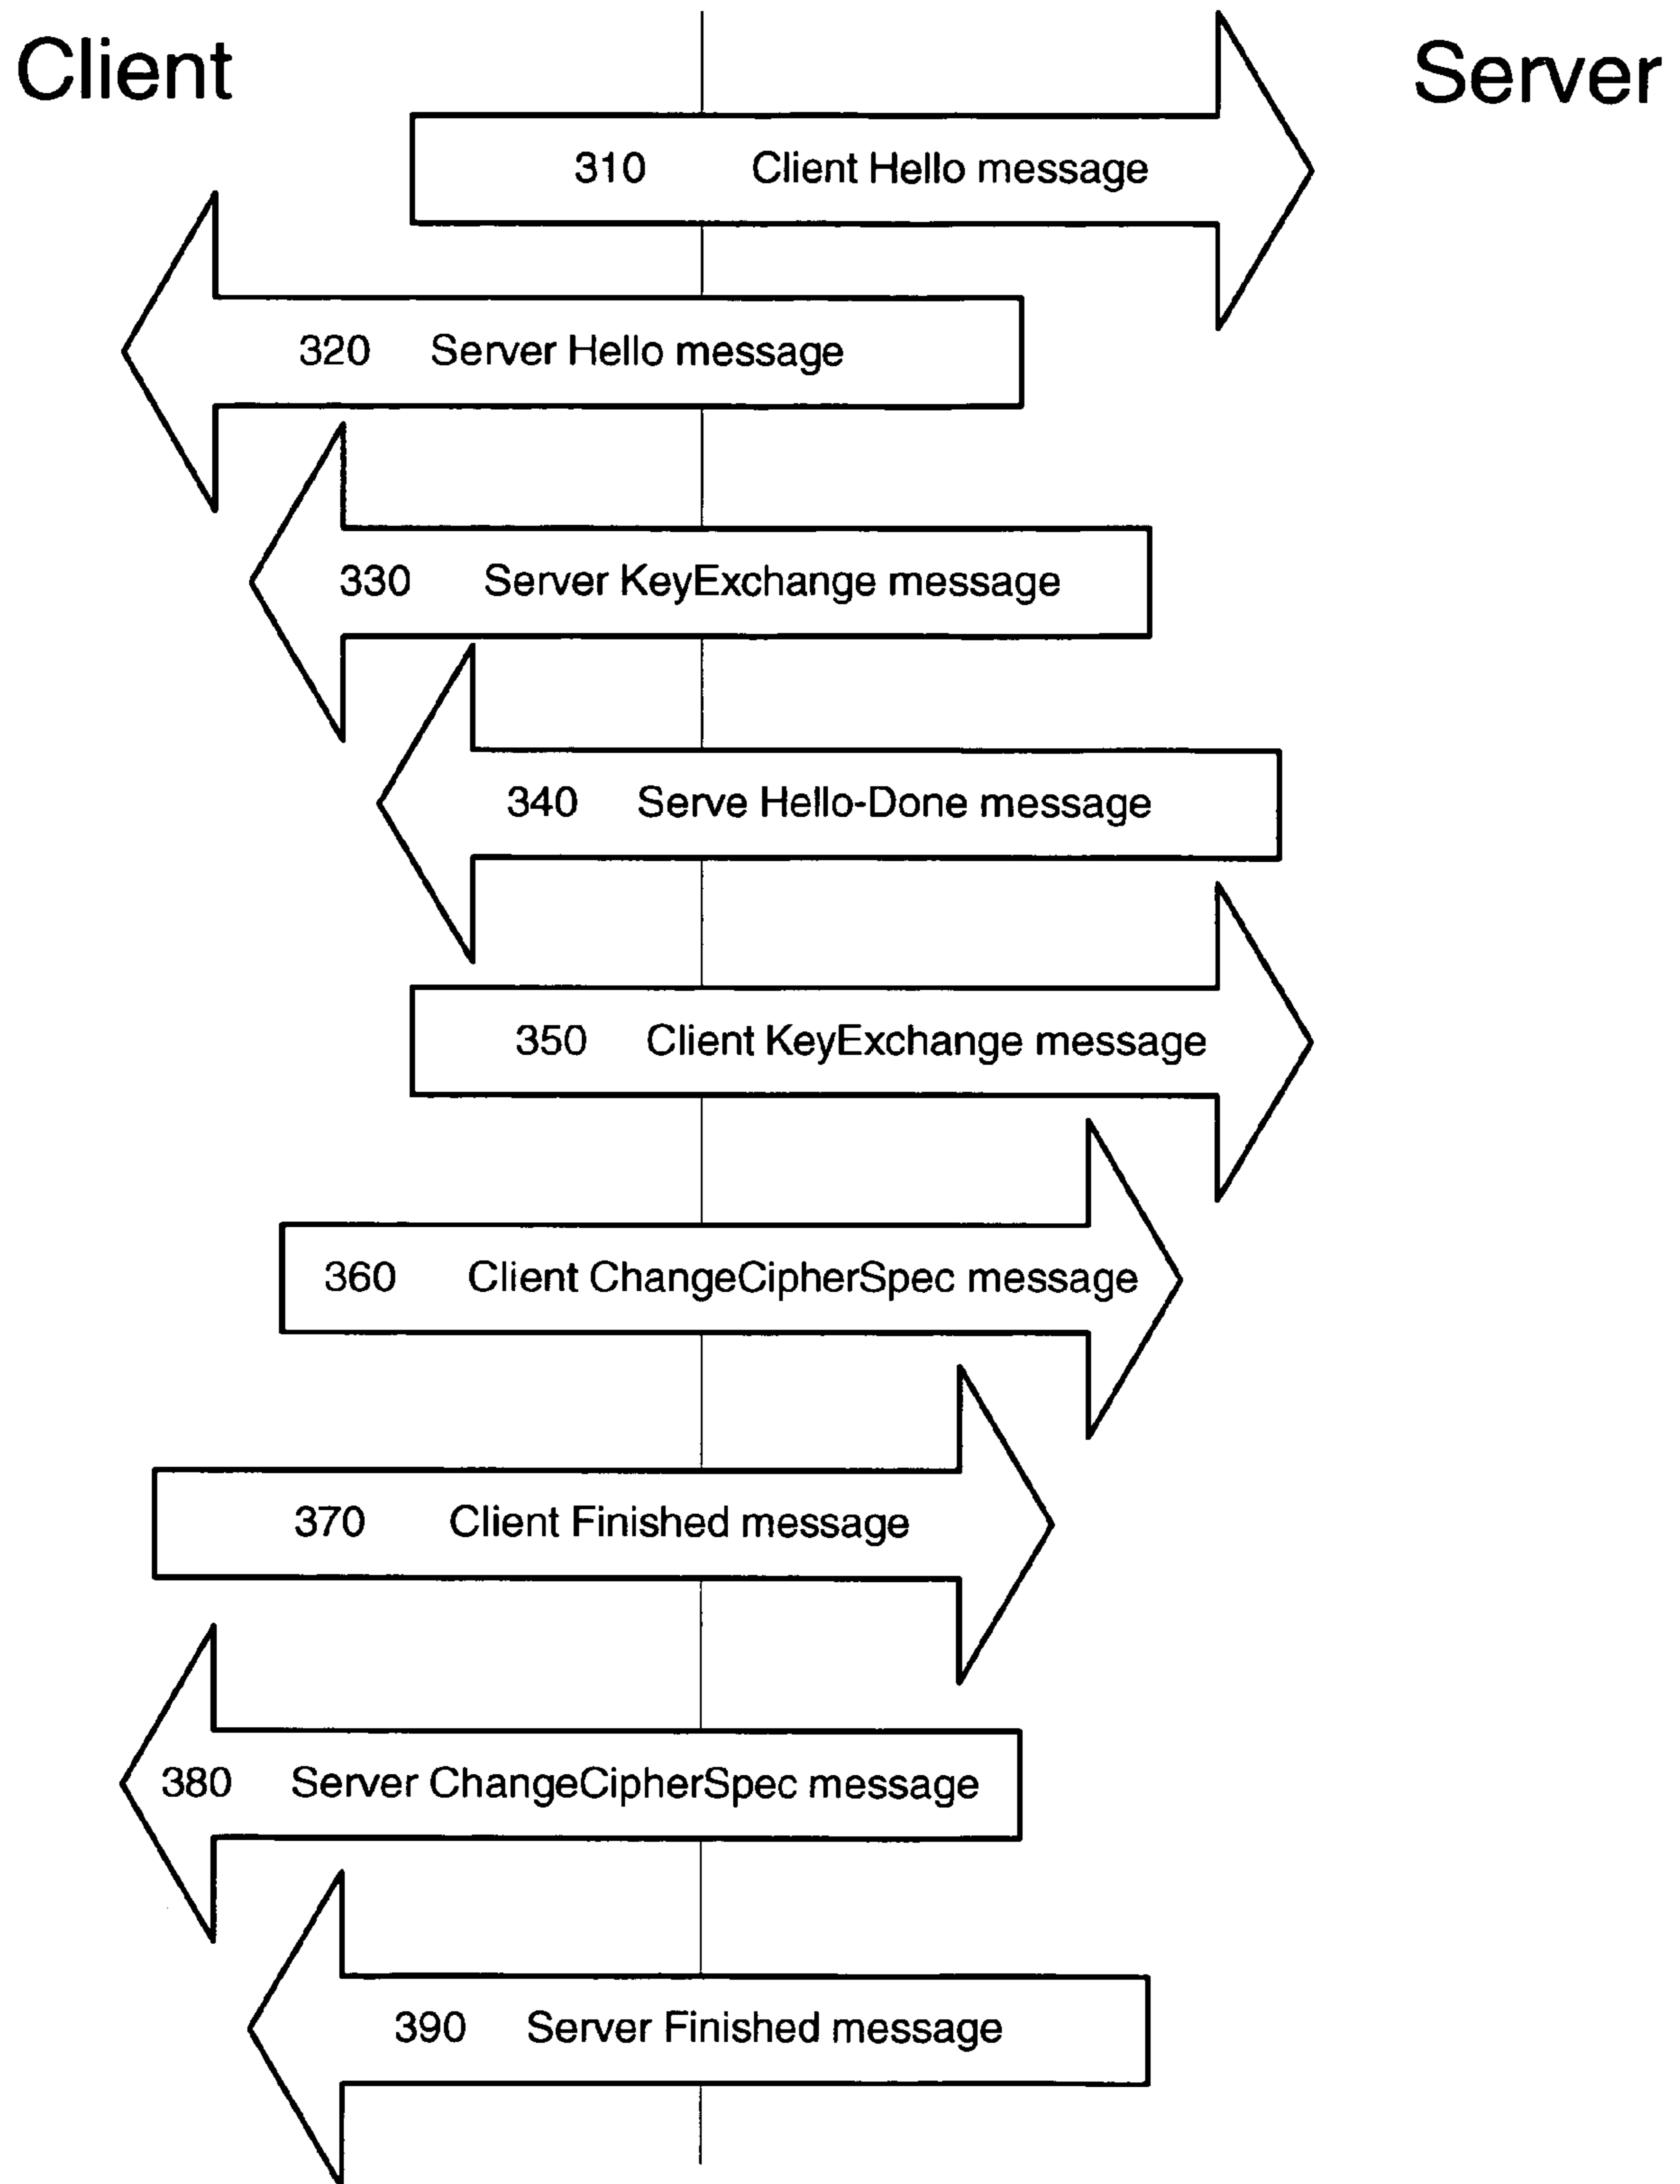 Client
Server
310 Client Hello message
320 Server Hello message
330 Server KeyExchange message
340 Serve Hello-Done message
350 Client KeyExchange message
360 Client ChangeCipherSpec message
370 Client Finished message
380 Server ChangeCipherSpec message
390 Server Finished message